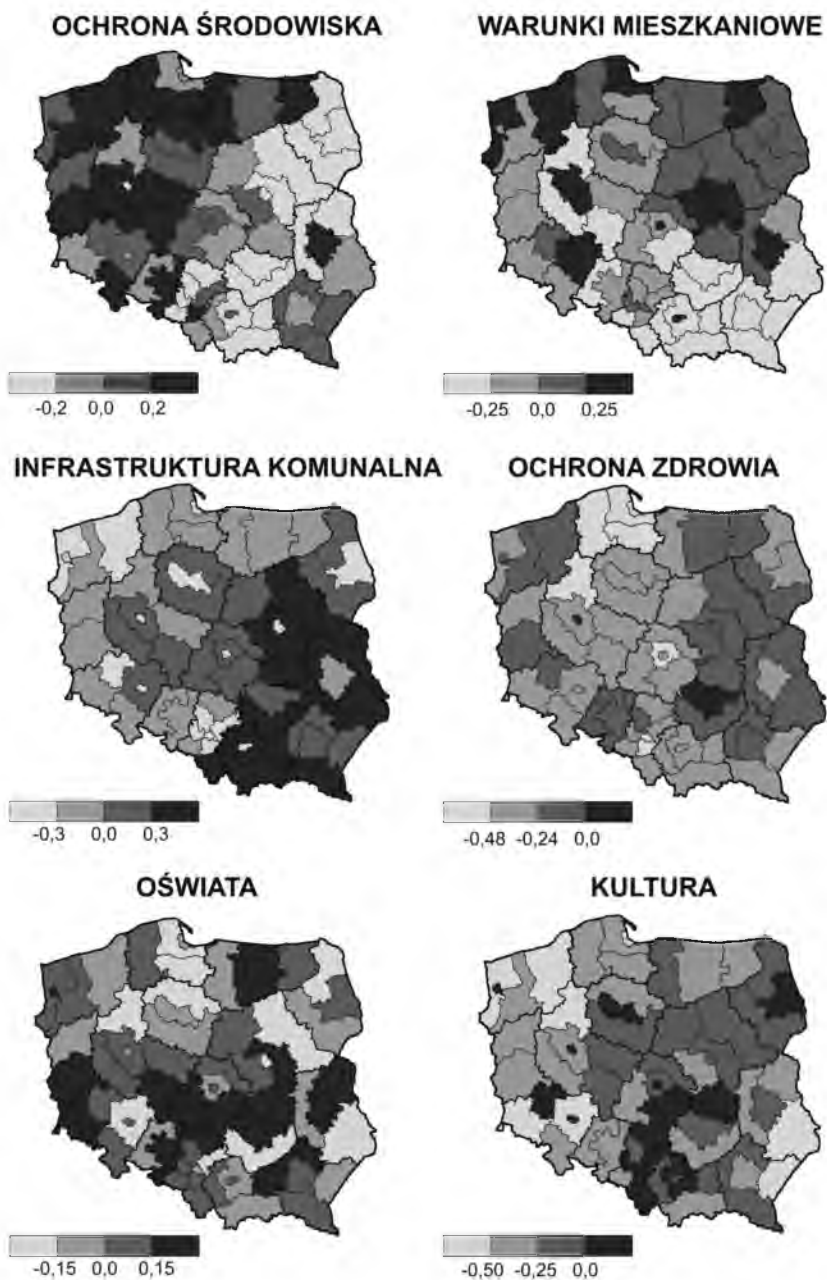 OCHRONA ŚRODOWISKA
WARUNKI MIESZKANIOWE
-0,2 0,0 0,2
-0,25 0,0 0,25
INFRASTRUKTURA KOMUNALNA
OCHRONA ZDROWIA
-0,3 0,0 0,3
-0,48 -0,24 0,0
OŚWIATA
KULTURA
-0,15 0,0 0,15
-0,50 -0,25 0,0